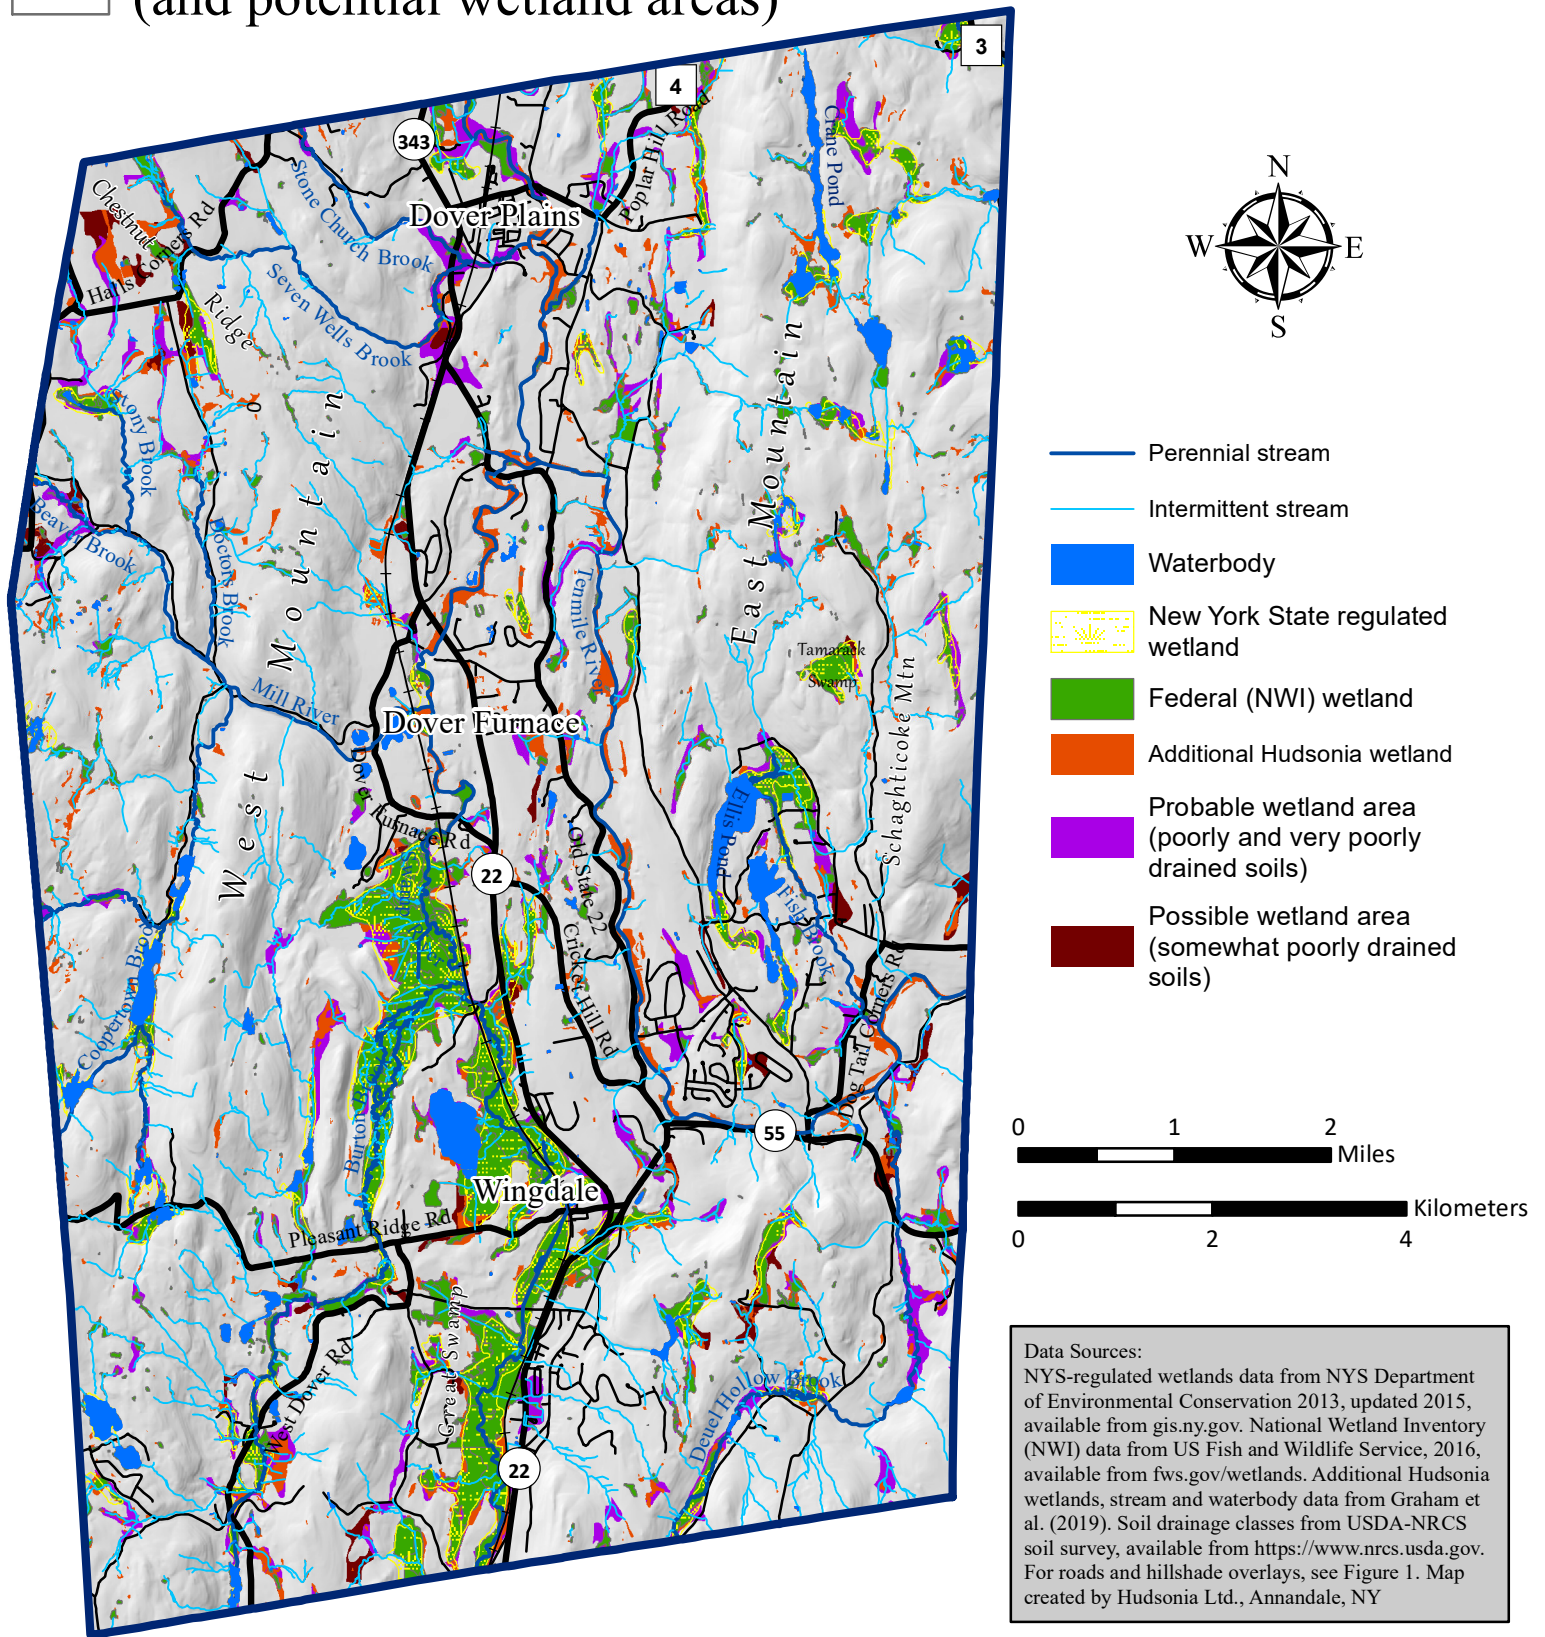 (and potential wetland areas)
3
4
343
Crane Pond
Poplar Hill Road
Stone Church Brook
Chestnut
Ridge
Halls Corners Rd
Dover Plains
Seven Wells Brook
Stony Brook
Beaver Brook
Doctors Brook
West Mountain
East Mountain
Tenmile River
Tamarack
Swamp
Schaghticoke Mtn
Mill River
Dover Furnace
Dover Furnace Rd
Ellis Pond
Old State 22
22
Swamp River
Fish Brook
Cricket Hill Rd
Coopertown Brook
Dog Tail Corners Rd
Burton Brook
55
Wingdale
Pleasant Ridge Rd
West Dover Rd
Great Swamp
Deuel Hollow Brook
22
N
W
E
S
Perennial stream
Intermittent stream
Waterbody
New York State regulated
wetland
Federal (NWI) wetland
Additional Hudsonia wetland
Probable wetland area
(poorly and very poorly
drained soils)
Possible wetland area
(somewhat poorly drained
soils)
0 1 2
Miles
Kilometers
0 2 4
Data Sources:
NYS-regulated wetlands data from NYS Department
of Environmental Conservation 2013, updated 2015,
available from gis.ny.gov. National Wetland Inventory
(NWI) data from US Fish and Wildlife Service, 2016,
available from fws.gov/wetlands. Additional Hudsonia
wetlands, stream and waterbody data from Graham et
al. (2019). Soil drainage classes from USDA-NRCS
soil survey, available from https://www.nrcs.usda.gov.
For roads and hillshade overlays, see Figure 1. Map
created by Hudsonia Ltd., Annandale, NY